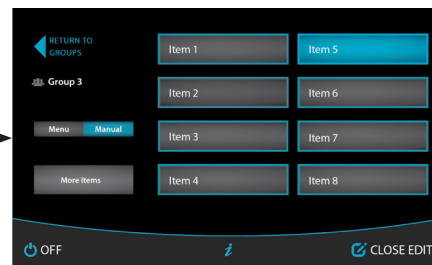 RETURN TO
GROUPS
Group 3
Menu Manual
More Items
Item 1
Item 2
Item 3
Item 4
Item 5
Item 6
Item 7
Item 8
OFF
i
CLOSE EDIT